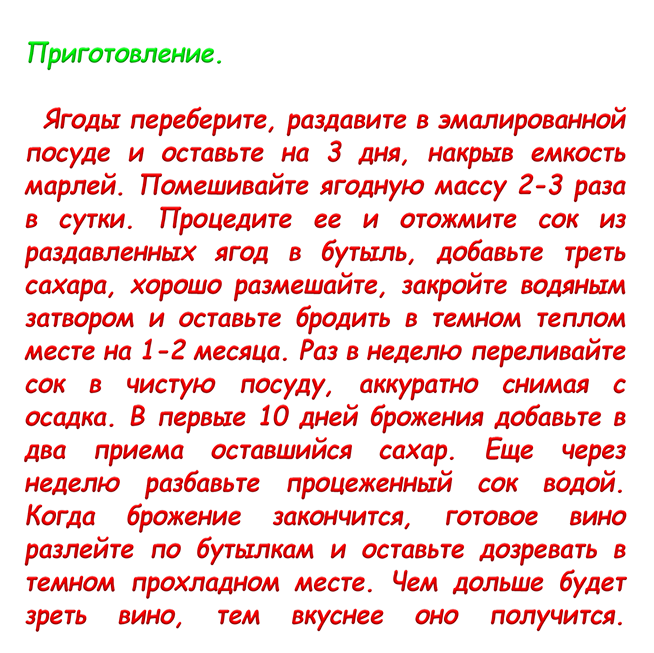 Приготовление.
Ягоды переберите, раздавите в эмалированной
посуде и оставьте на 3 дня, накрыв емкость
марлей. Помешивайте ягодную массу 2-3 раза
в сутки. Процедите ее и отожмите сок из
раздавленных ягод в бутыль, добавьте треть
сахара, хорошо размешайте, закройте водяным
затвором и оставьте бродить в темном теплом
месте на 1-2 месяца. Раз в неделю переливайте
сок в чистую посуду, аккуратно снимая с
осадка. В первые 10 дней брожения добавьте в
два приема оставшийся сахар. Еще через
неделю разбавьте процеженный сок водой.
Когда брожение закончится, готовое вино
разлейте по бутылкам и оставьте дозревать в
темном прохладном месте. Чем дольше будет
зреть вино, тем вкуснее оно получится.